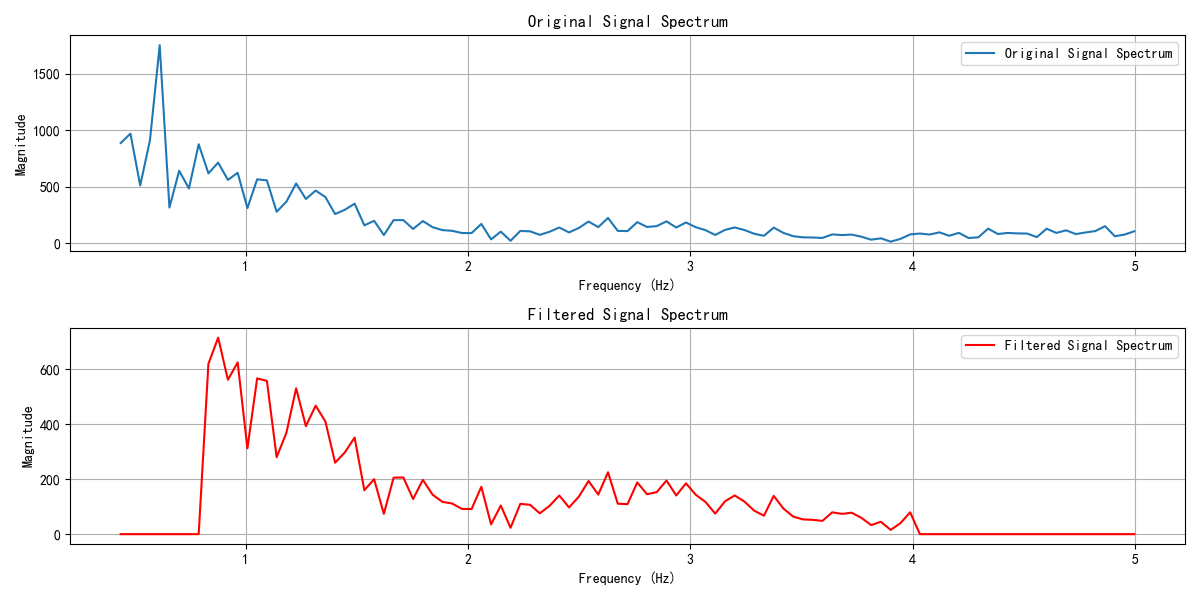 Original Signal Spectrum
Original Signal Spectrum
1500
1000
500
0
Magnitude
1 2 3 4 5
Frequency (Hz)
Filtered Signal Spectrum
Filtered Signal Spectrum
600
400
200
0
Magnitude
1 2 3 4 5
Frequency (Hz)